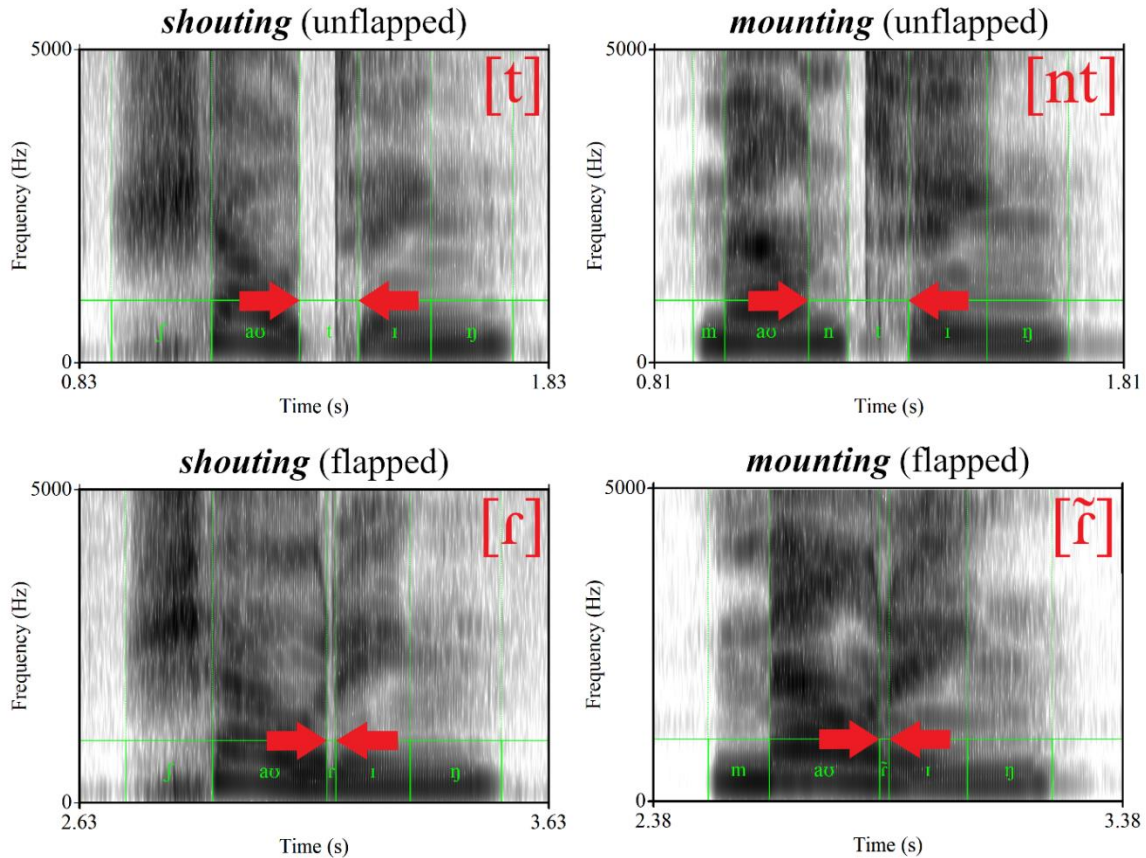 shouting (unflapped)
5000
Frequency (Hz)
0
[t]
ʃ aʊ t ɪ ŋ
0.83 1.83
Time (s)
mounting (unflapped)
5000
Frequency (Hz)
0
[nt]
m aʊ n t ɪ ŋ
0.81 1.81
Time (s)
shouting (flapped)
5000
Frequency (Hz)
0
[ɾ]
ʃ aʊ ɾ ɪ ŋ
2.63 3.63
Time (s)
mounting (flapped)
5000
Frequency (Hz)
0
[ɾ̃]
m aʊ ɾ̃ ɪ ŋ
2.38 3.38
Time (s)